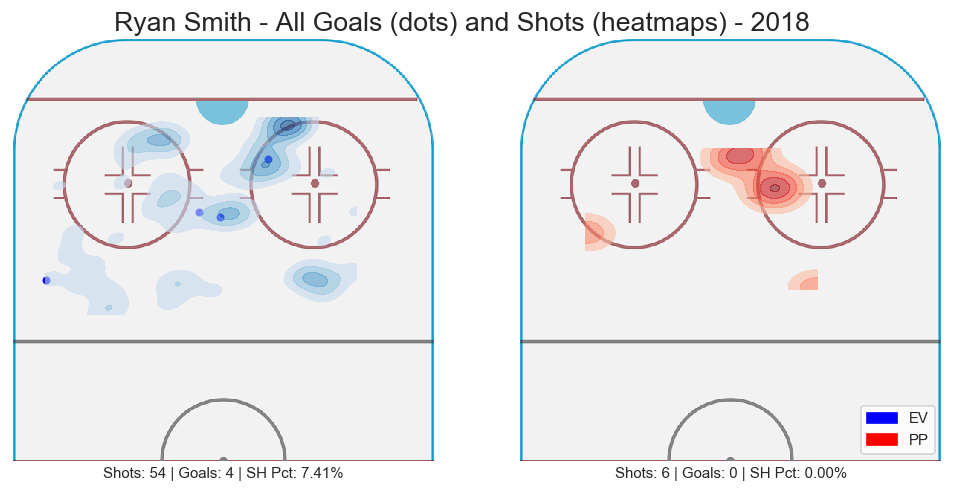 Ryan Smith - All Goals (dots) and Shots (heatmaps) - 2018
EV
PP
Shots: 54 | Goals: 4 | SH Pct: 7.41%
Shots: 6 | Goals: 0 | SH Pct: 0.00%